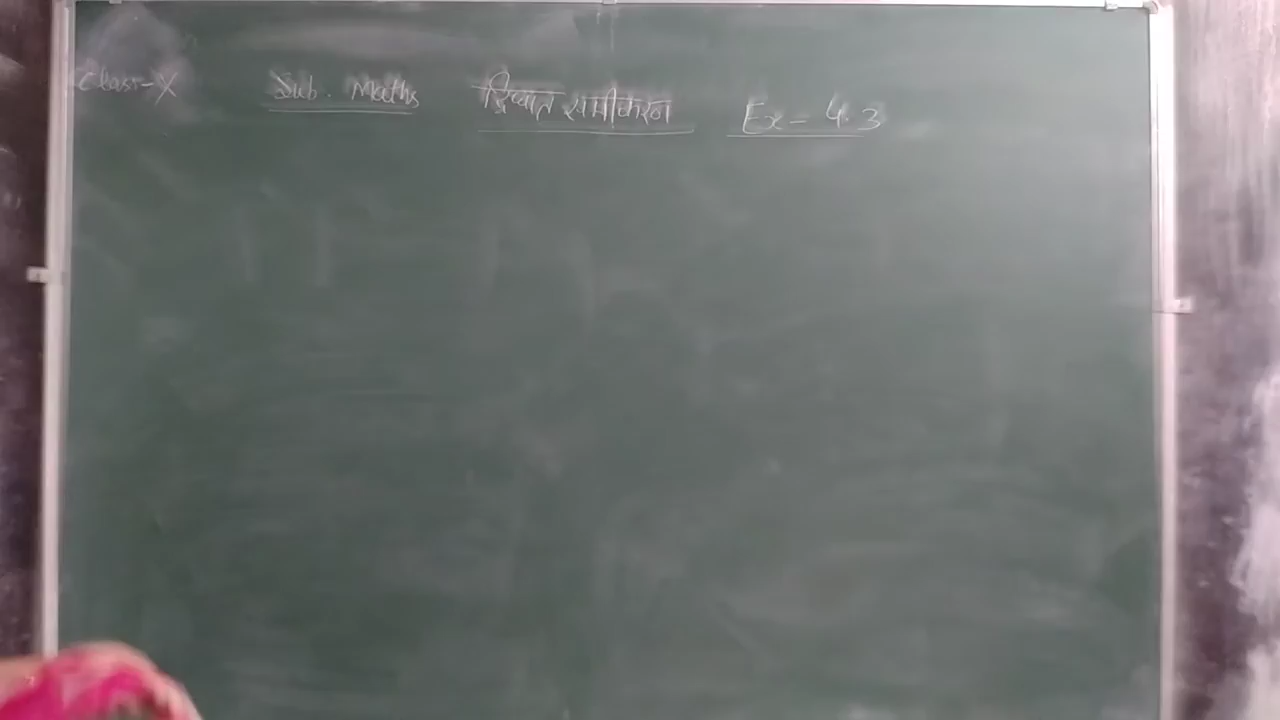 Class-X Sub. Maths द्विघात समीकरण Ex- 4.3